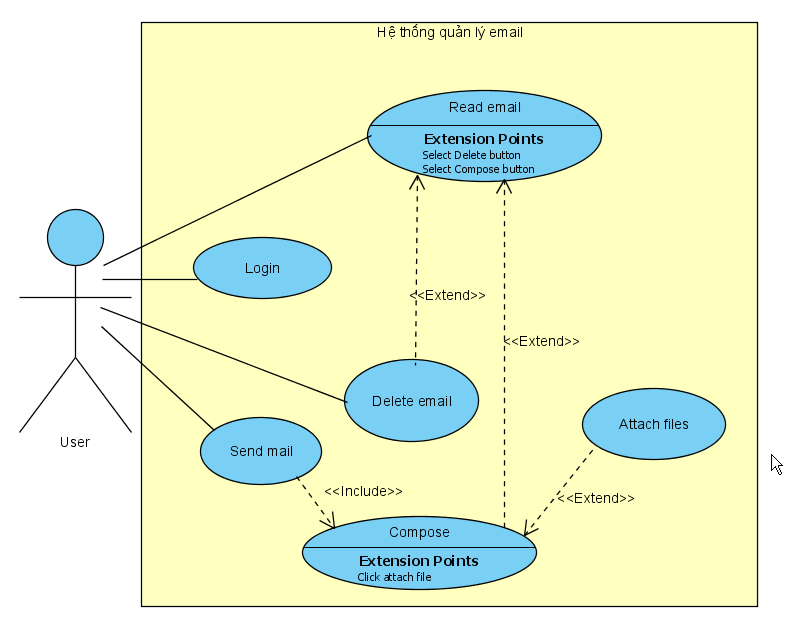 Hệ thống quản lý email
Read email
Extension Points
Select Delete button
Select Compose button
Login
<<Extend>>
<<Extend>>
Delete email
Attach files
User
Send mail
<<Include>>
<<Extend>>
Compose
Extension Points
Click attach file